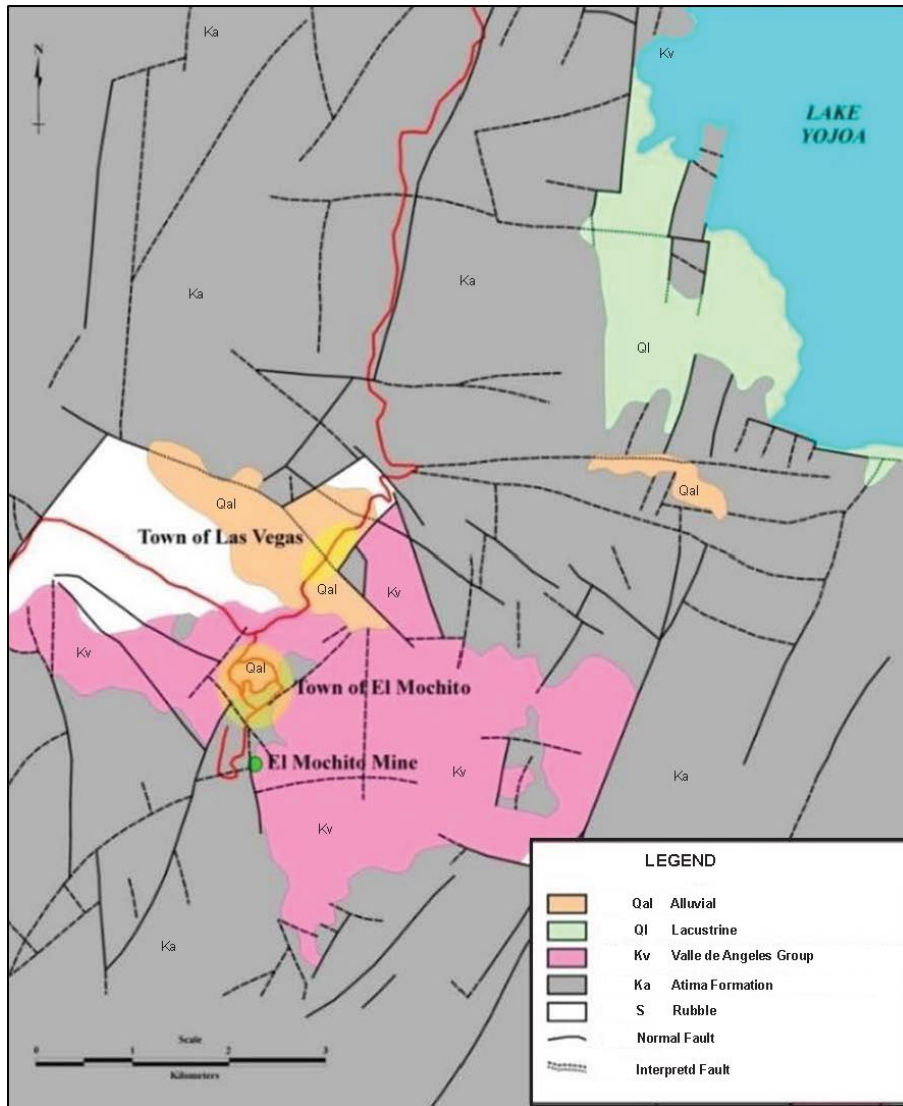 Ka
N
Kv
LAKE
YOJOA
Ka
Ka
Ql
Qal
Qal
Town of Las Vegas
Qal
Kv
Kv
Qal
Town of El Mochito
El Mochito Mine
Kv
Ka
Kv
Ka
LEGEND
Qal Alluvial
Ql Lacustrine
Kv Valle de Angeles Group
Ka Atima Formation
S Rubble
Normal Fault
Interpretd Fault
Scale
0 1 2 3
Kilometers